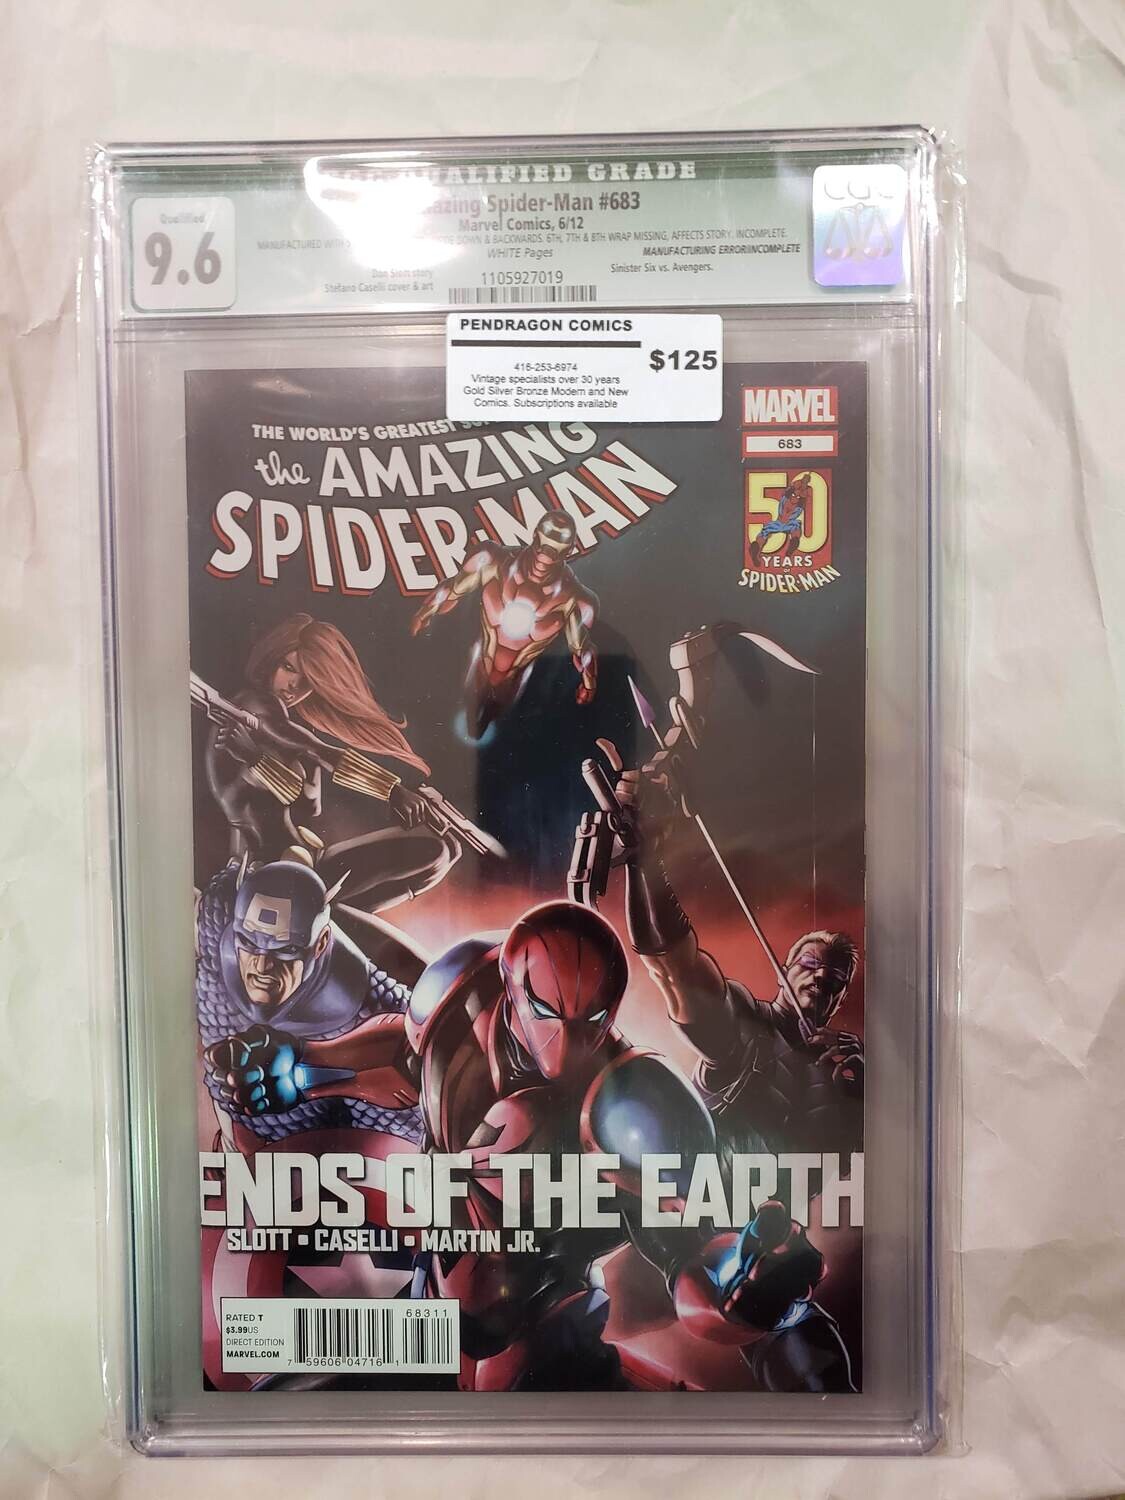 QUALIFIED GRADE
Spider-Man #683
Marvel Comics, 6/12
Qualified
9.6
MANUFACTURED WITH DOWN & BACKWARDS. 6TH, 7TH & 8TH WRAP MISSING, AFFECTS STORY. INCOMPLETE.
WHITE Pages
MANUFACTURING ERROR/INCOMPLETE
Dan Slott story
Stefano Caselli cover & art
1105927019
Sinister Six vs. Avengers.
CGC
PENDRAGON COMICS
$125
416-253-6974
Vintage specialists over 30 years
Gold Silver Bronze Modern and New
Comics. Subscriptions available
THE WORLD'S GREATEST
the AMAZING
SPIDER-MAN
MARVEL
683
50
YEARS
OF
SPIDER-MAN
ENDS OF THE EARTH
SLOTT • CASELLI • MARTIN JR.
RATED T
$3.99US
DIRECT EDITION
MARVEL.COM
68311
7 59606 04716 1